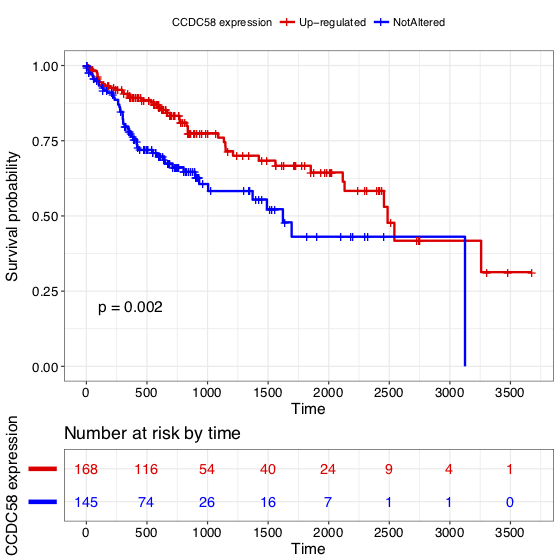 CCDC58 expression Up-regulated NotAltered
Survival probability
1.00
0.75
0.50
0.25
0.00
p = 0.002
0 500 1000 1500 2000 2500 3000 3500
Time
Number at risk by time
CCDC58 expression
168 116 54 40 24 9 4 1
145 74 26 16 7 1 1 0
0 500 1000 1500 2000 2500 3000 3500
Time